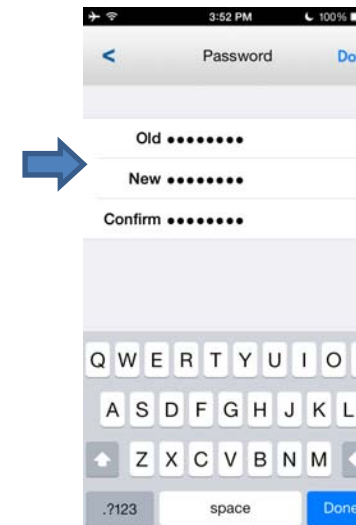 3:52 PM 100%
< Password Do
Old ••••••••
New ••••••••
Confirm ••••••••
Q W E R T Y U I O
A S D F G H J K L
Z X C V B N M
.?123 space Done